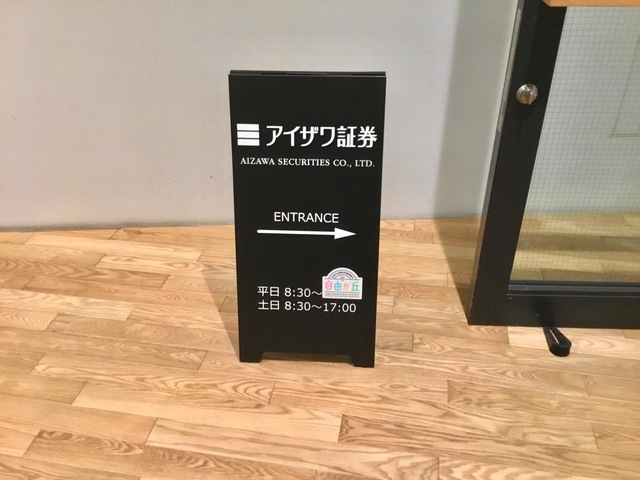 アイザワ証券
AIZAWA SECURITIES CO., LTD.
ENTRANCE
平日 8:30～
自由が丘
土日 8:30～17:00